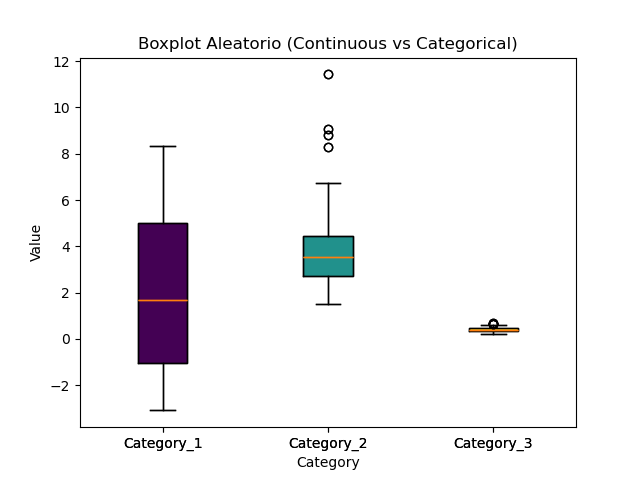 Boxplot Aleatorio (Continuous vs Categorical)
12
10
8
6
4
2
0
−2
Value
Category_1 Category_2 Category_3
Category